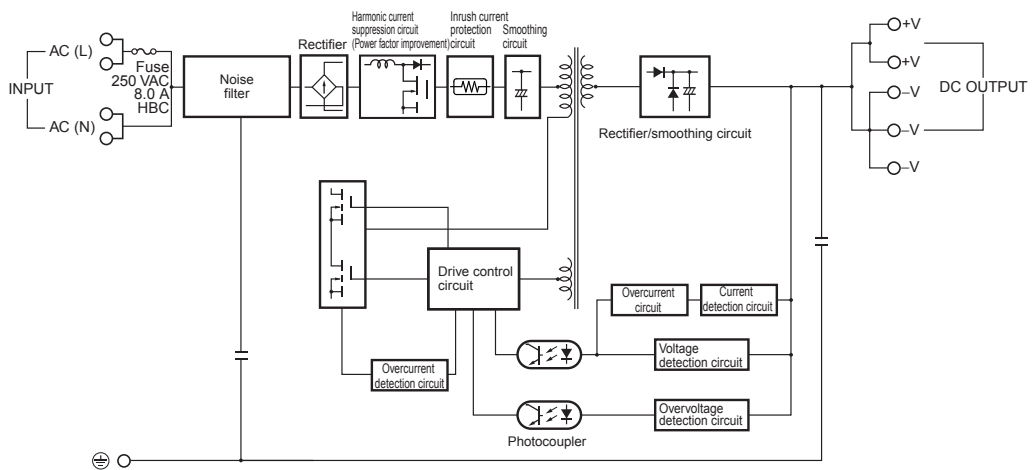 INPUT
AC (L)
AC (N)
Fuse
250 VAC
8.0 A
HBC
Noise
filter
Rectifier
Harmonic current
suppression circuit
(Power factor improvement)
Inrush current
protection
circuit
Smoothing
circuit
Rectifier/smoothing circuit
+V
+V
–V
–V
–V
DC OUTPUT
Drive control
circuit
Overcurrent
circuit
Current
detection circuit
Voltage
detection circuit
Overcurrent
detection circuit
Overvoltage
detection circuit
Photocoupler